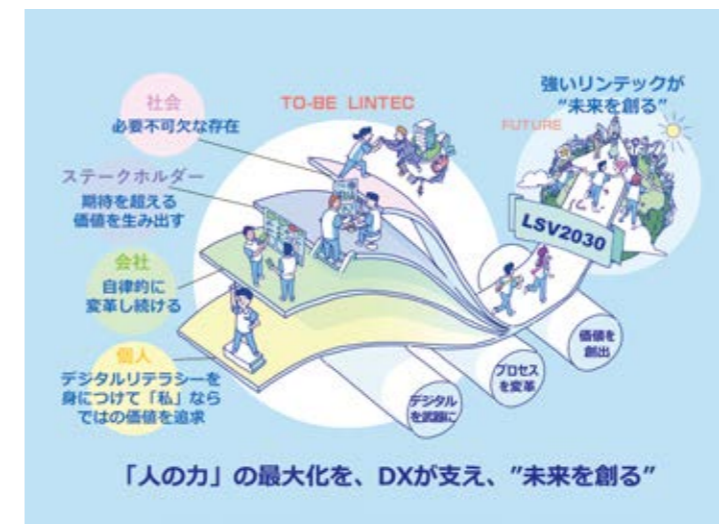 社会
必要不可欠な存在
ステークホルダー
期待を超える
価値を生み出す
会社
自律的に
変革し続ける
個人
デジタルリテラシーを
身につけて「私」なら
ではの価値を追求
TO-BE LINTEC
強いリンテックが
”未来を創る”
FUTURE
LSV2030
デジタル
を武器に
プロセス
を変革
価値を
創出
「人の力」の最大化を、DXが支え、”未来を創る”